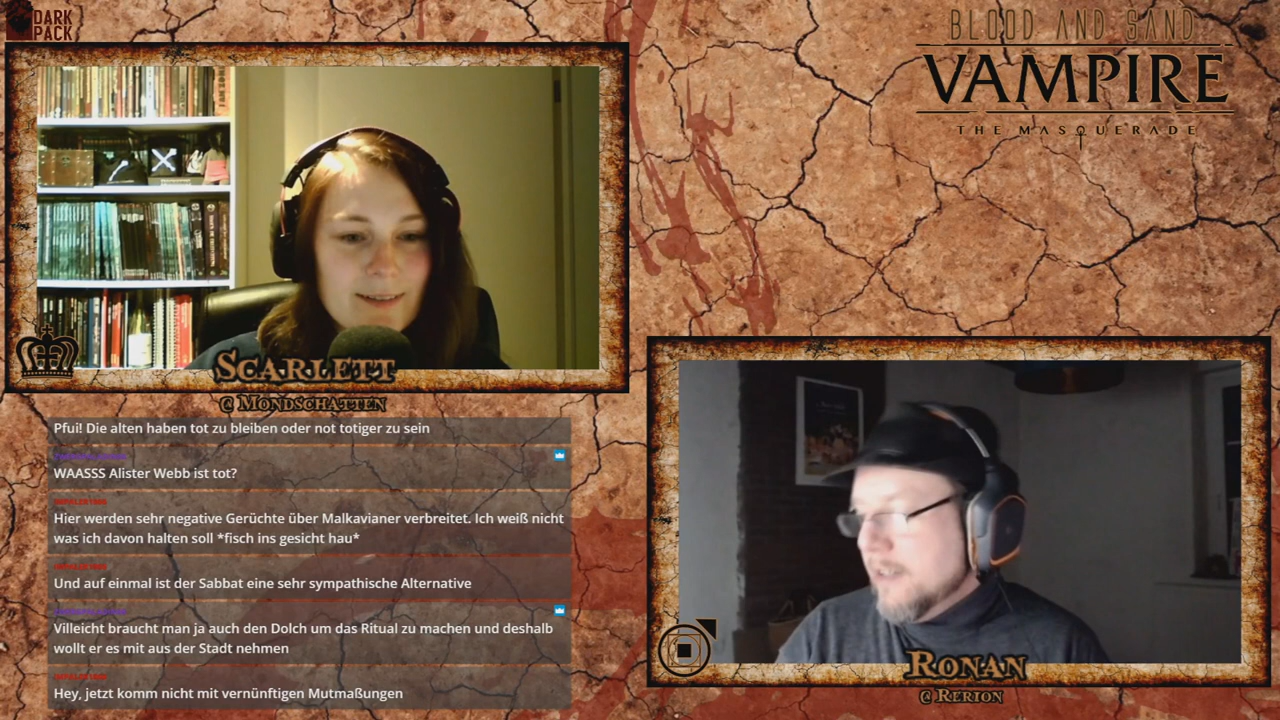 DARK
PACK
BLOOD AND SAND
VAMPIRE
THE MASQUERADE
SCARLETT
@ MONDSCHATTEN
Pfui! Die alten haben tot zu bleiben oder not totiger zu sein
WAASSS Alister Webb ist tot?
Hier werden sehr negative Gerüchte über Malkavianer verbreitet. Ich weiß nicht
was ich davon halten soll *fisch ins gesicht hau*
Und auf einmal ist der Sabbat eine sehr sympathische Alternative
Villeicht braucht man ja auch den Dolch um das Ritual zu machen und deshalb
wollt er es mit aus der Stadt nehmen
Hey, jetzt komm nicht mit vernünftigen Mutmaßungen
RONAN
@ RERION